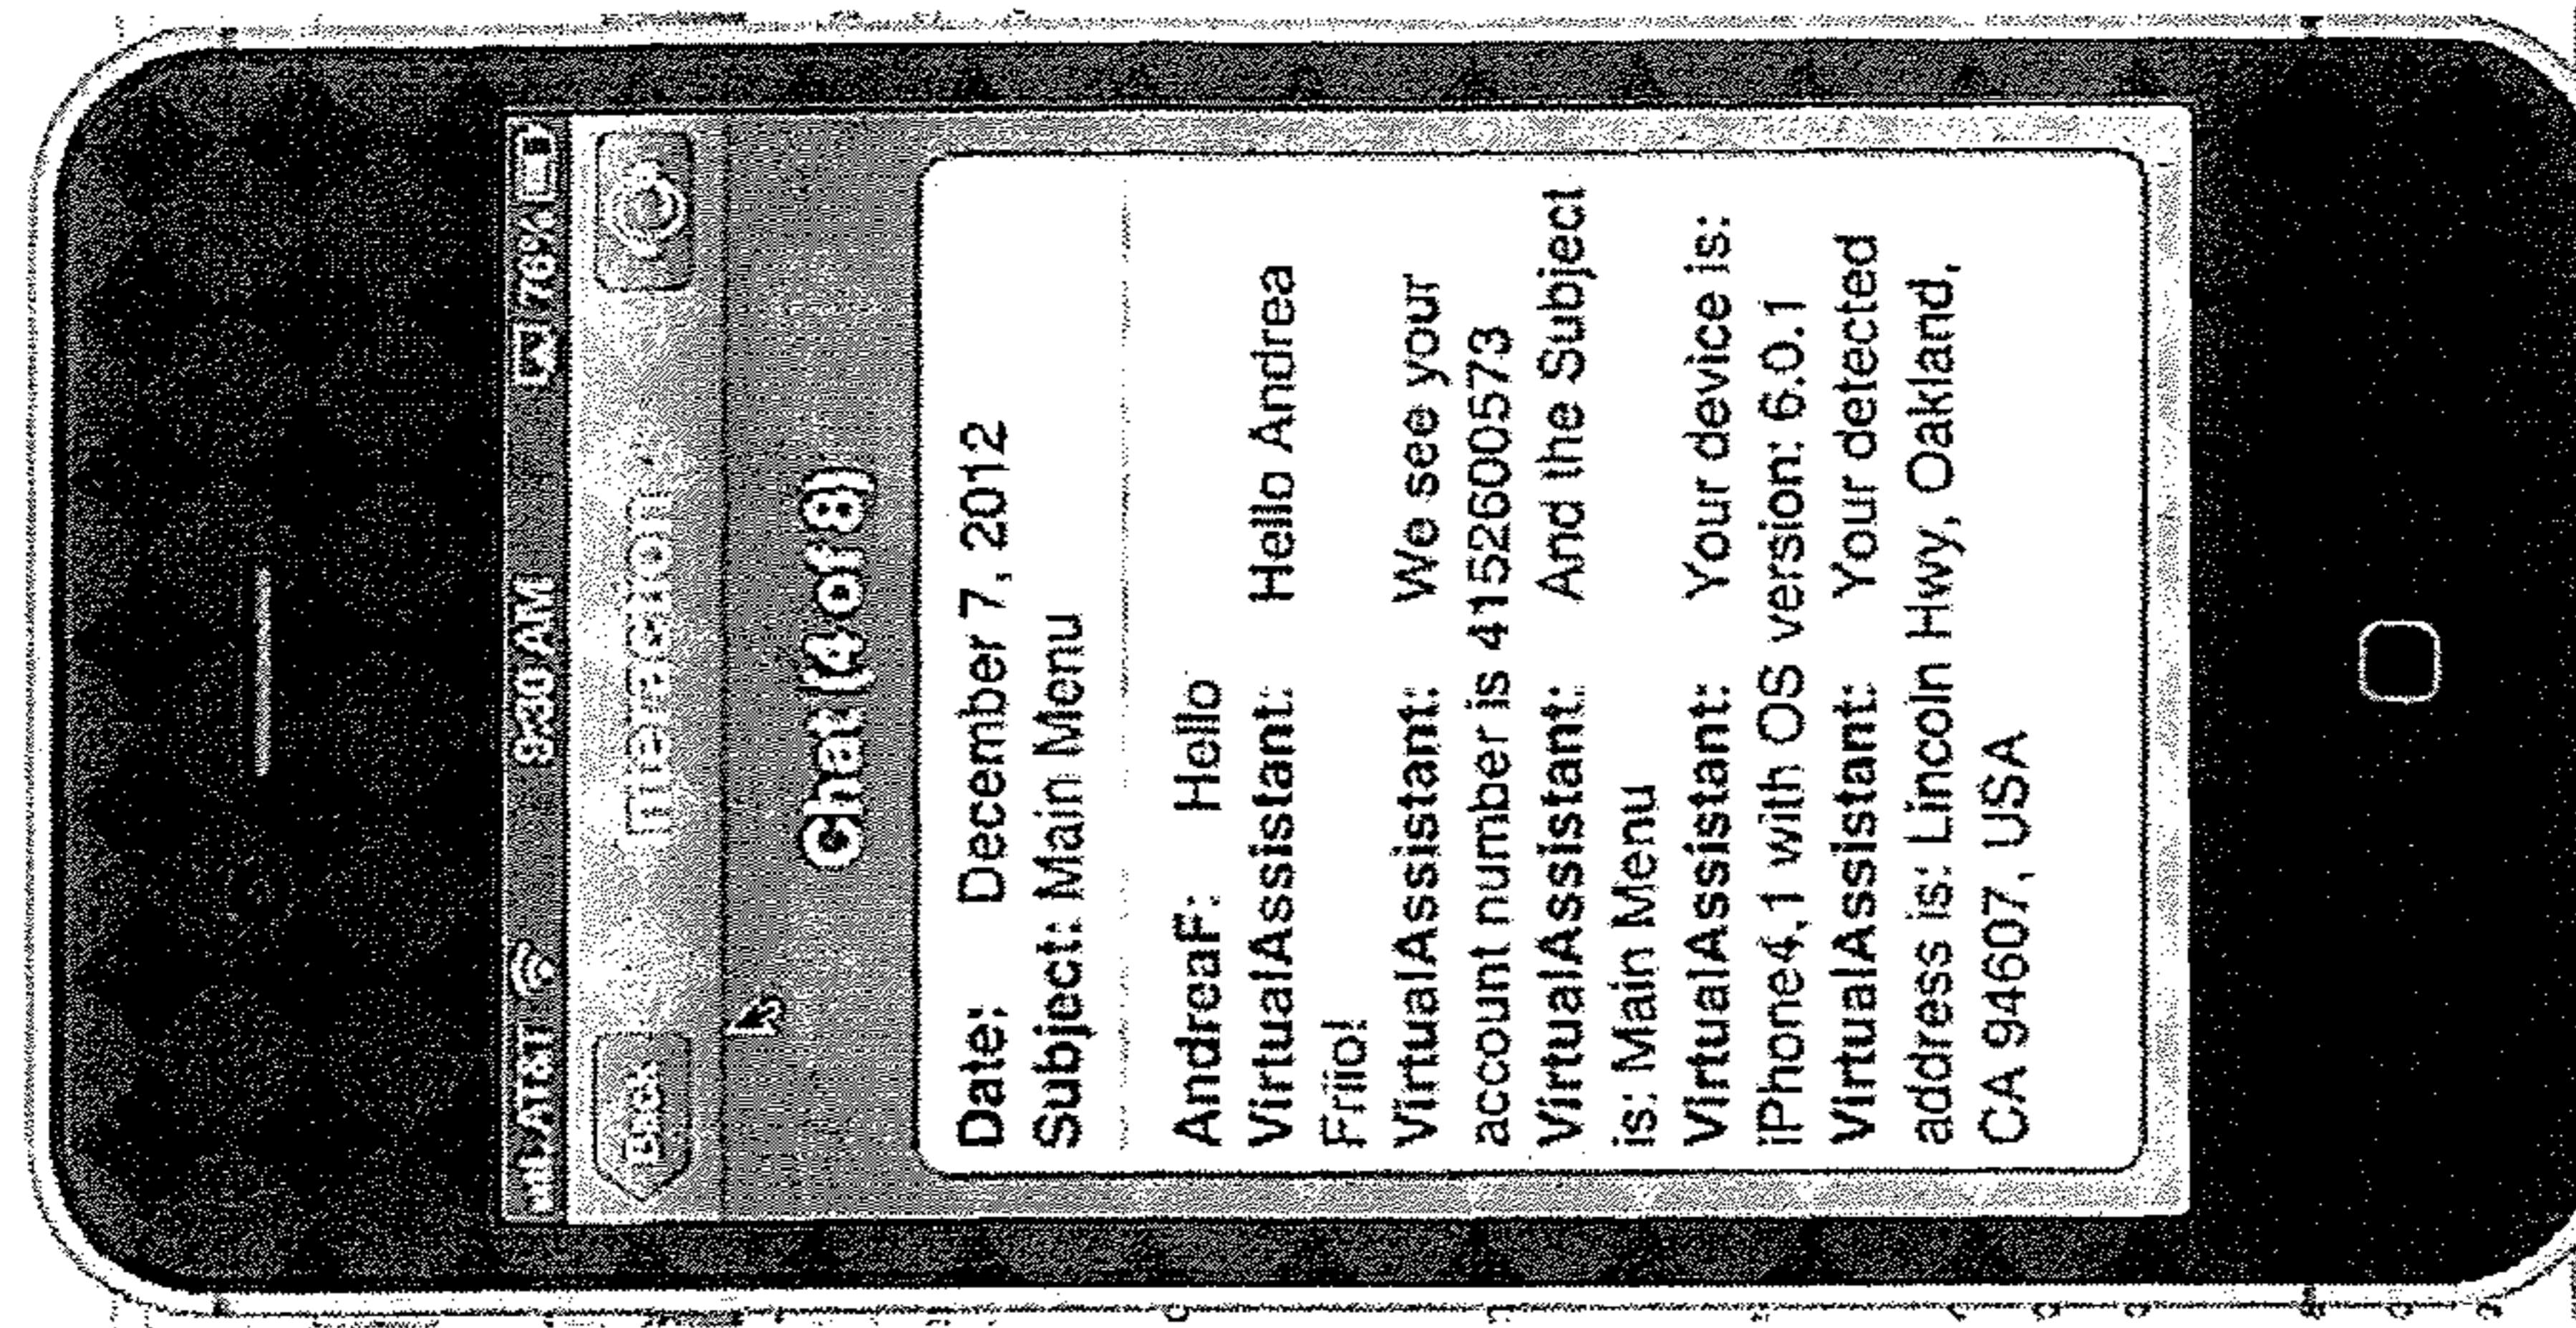 AT&T 9:30 AM 76%
Back meracfion
Chat (4 of 8)
Date: December 7, 2012
Subject: Main Menu
AndreaF: Hello
VirtualAssistant: Hello Andrea
Friio!
VirtualAssistant: We see your
account number is 4152600573
VirtualAssistant: And the Subject
is: Main Menu
VirtualAssistant: Your device is:
iPhone4,1 with OS version: 6.0.1
VirtualAssistant: Your detected
address is: Lincoln Hwy, Oakland,
CA 94607, USA